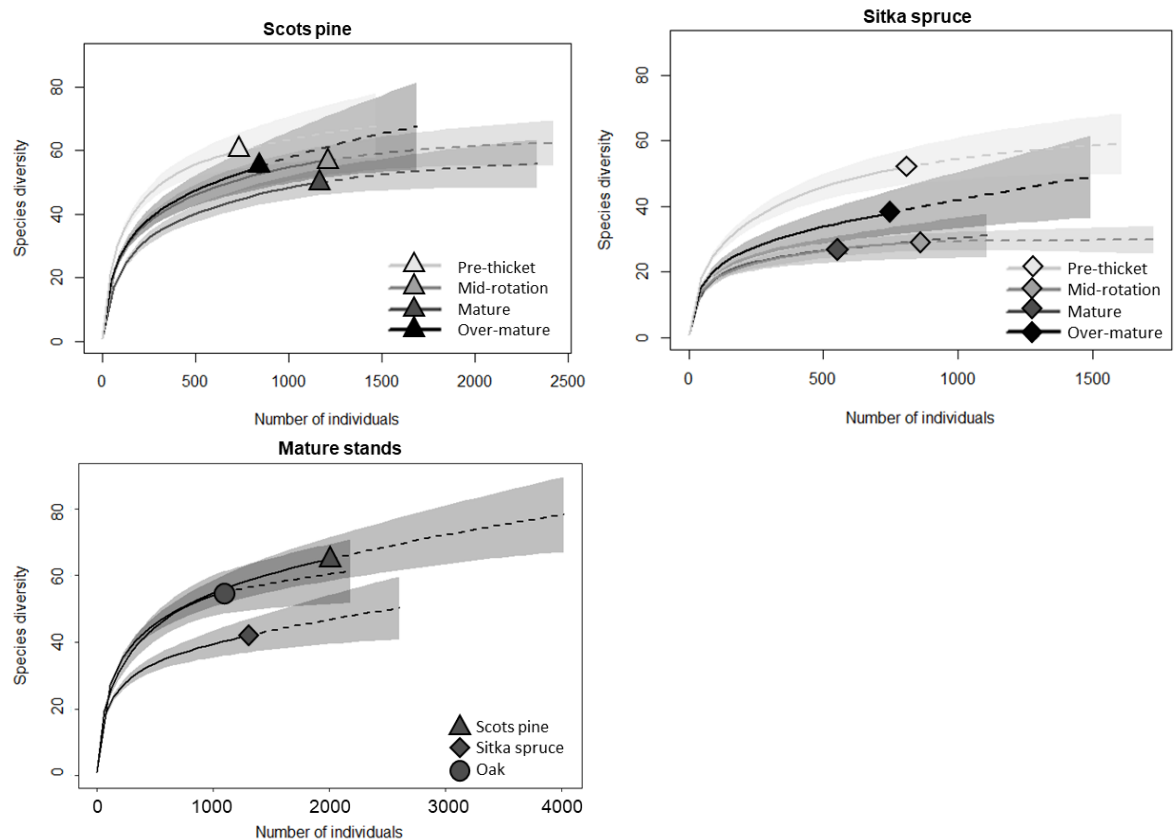 Scots pine
Species diversity
0 20 40 60 80
0 500 1000 1500 2000 2500
Number of individuals
Pre-thicket
Mid-rotation
Mature
Over-mature
Sitka spruce
Species diversity
0 20 40 60 80
0 500 1000 1500
Number of individuals
Pre-thicket
Mid-rotation
Mature
Over-mature
Mature stands
Species diversity
0 20 40 60 80
0 1000 2000 3000 4000
Number of individuals
Scots pine
Sitka spruce
Oak